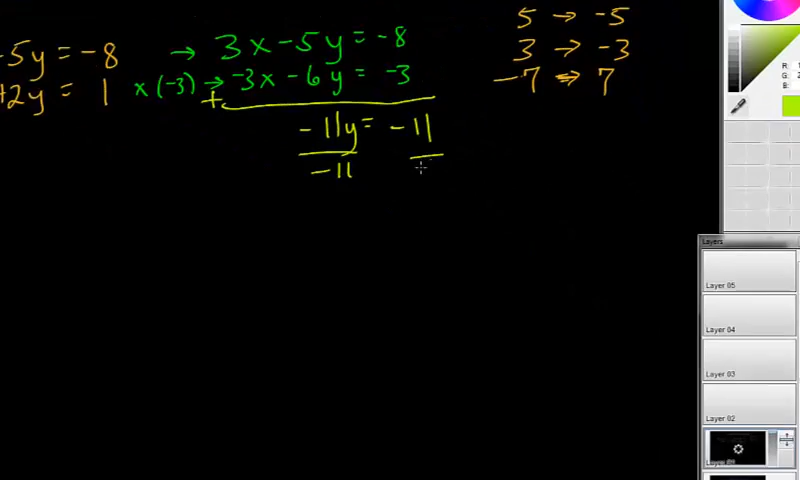 -5y = -8 → 3x - 5y = -8
+2y = 1 x (-3) → -3x - 6y = -3
+
-11y = -11
-11
5 → -5
3 → -3
-7 → 7
R:
G:
B:
Layers
Layer 05
Layer 04
Layer 03
Layer 02